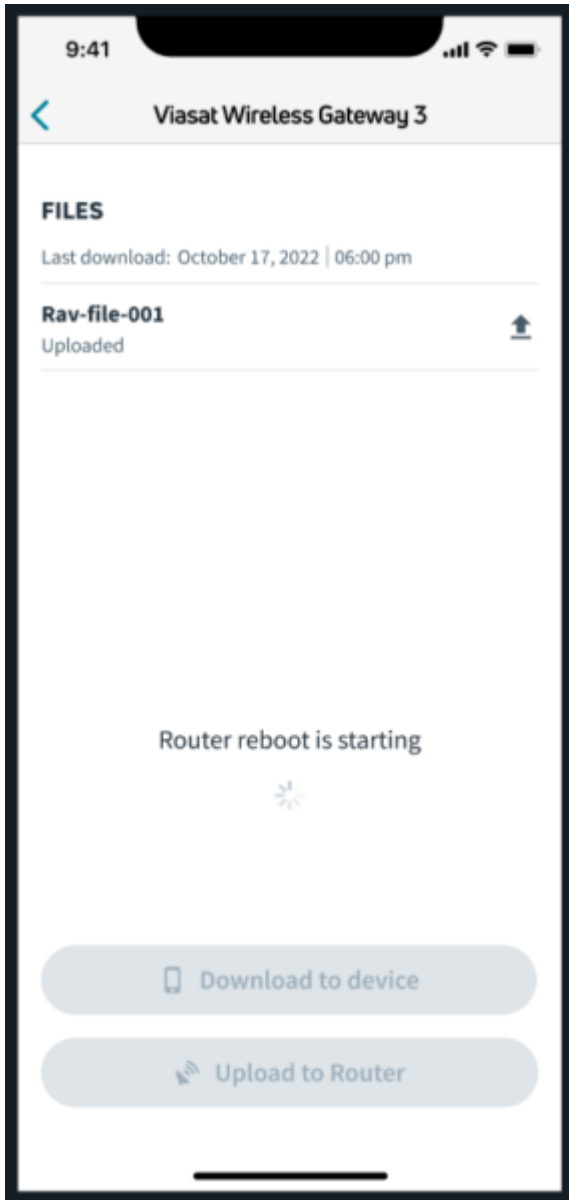 9:41
Viasat Wireless Gateway 3
FILES
Last download: October 17, 2022 | 06:00 pm
Rav-file-001
Uploaded
Router reboot is starting
Download to device
Upload to Router